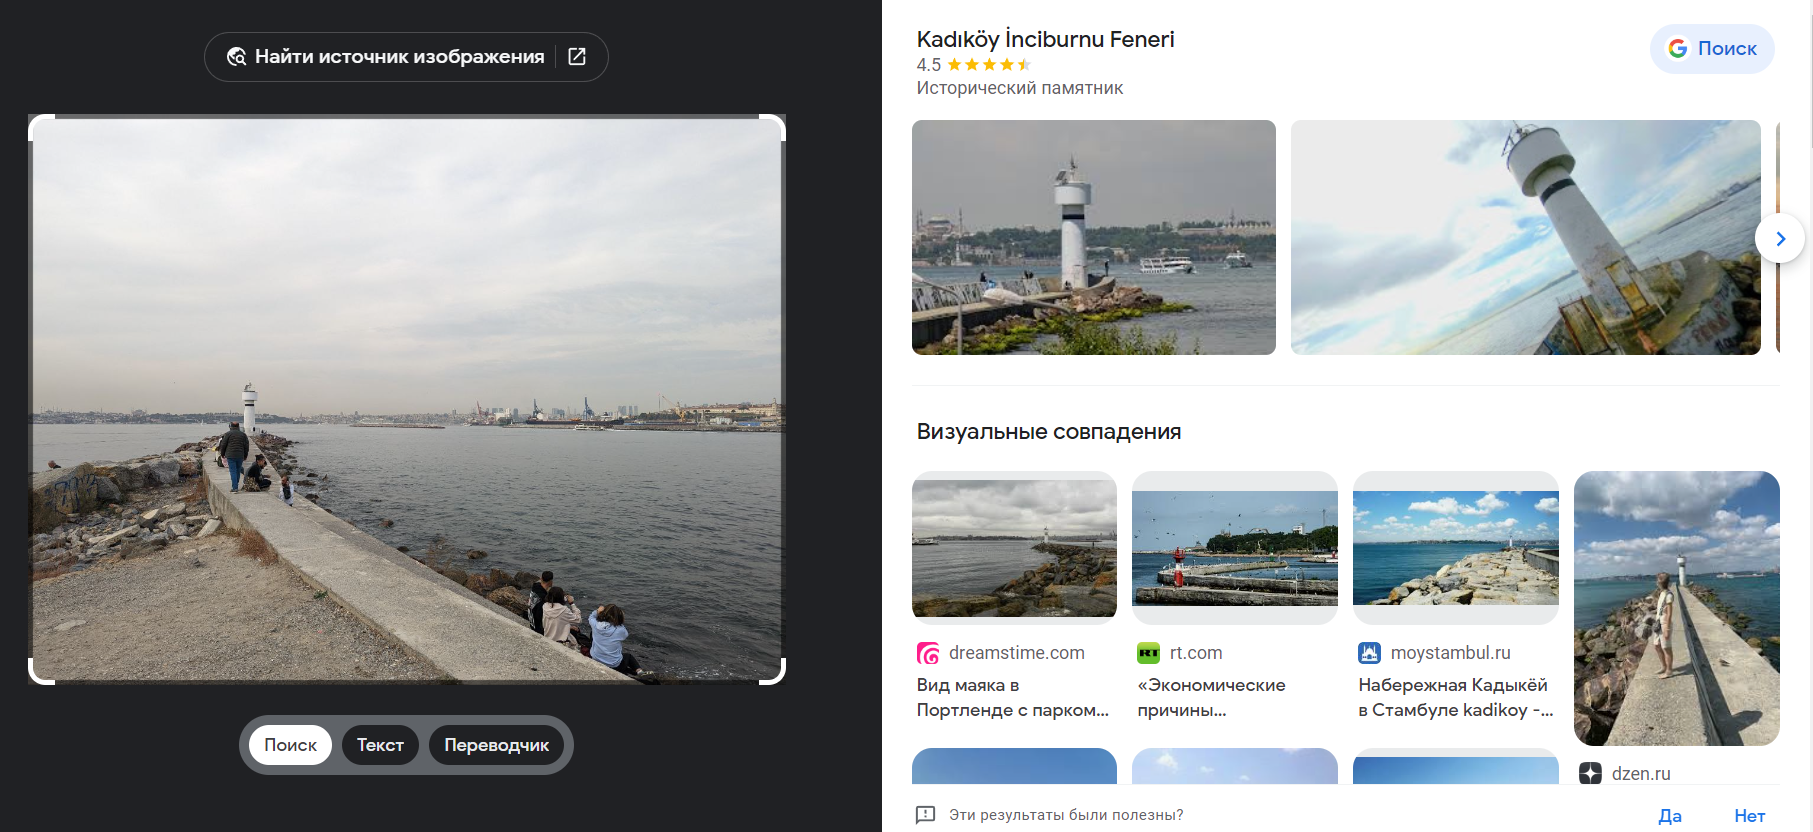 Найти источник изображения
Поиск
Текст
Переводчик
Kadıköy İnciburnu Feneri
4.5
Исторический памятник
Поиск
Визуальные совпадения
dreamstime.com
Вид маяка в
Портленде с парком...
RT
rt.com
«Экономические
причины...
moystambul.ru
Набережная Кадыкёй
в Стамбуле kadikoy -...
dzen.ru
Эти результаты были полезны?
Да
Нет